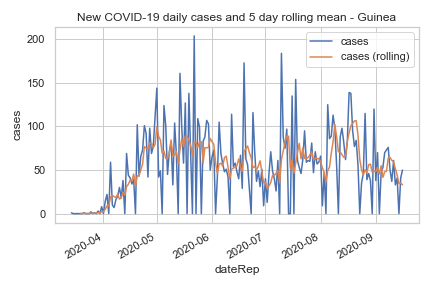 New COVID-19 daily cases and 5 day rolling mean - Guinea
cases
cases (rolling)
200
150
100
50
0
cases
2020-04
2020-05
2020-06
2020-07
2020-08
2020-09
dateRep